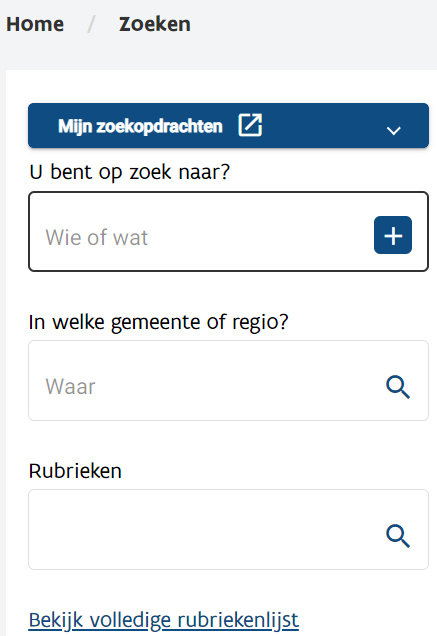 Home / Zoeken
Mijn zoekopdrachten
U bent op zoek naar?
Wie of wat
In welke gemeente of regio?
Waar
Rubrieken
Bekijk volledige rubriekenlijst